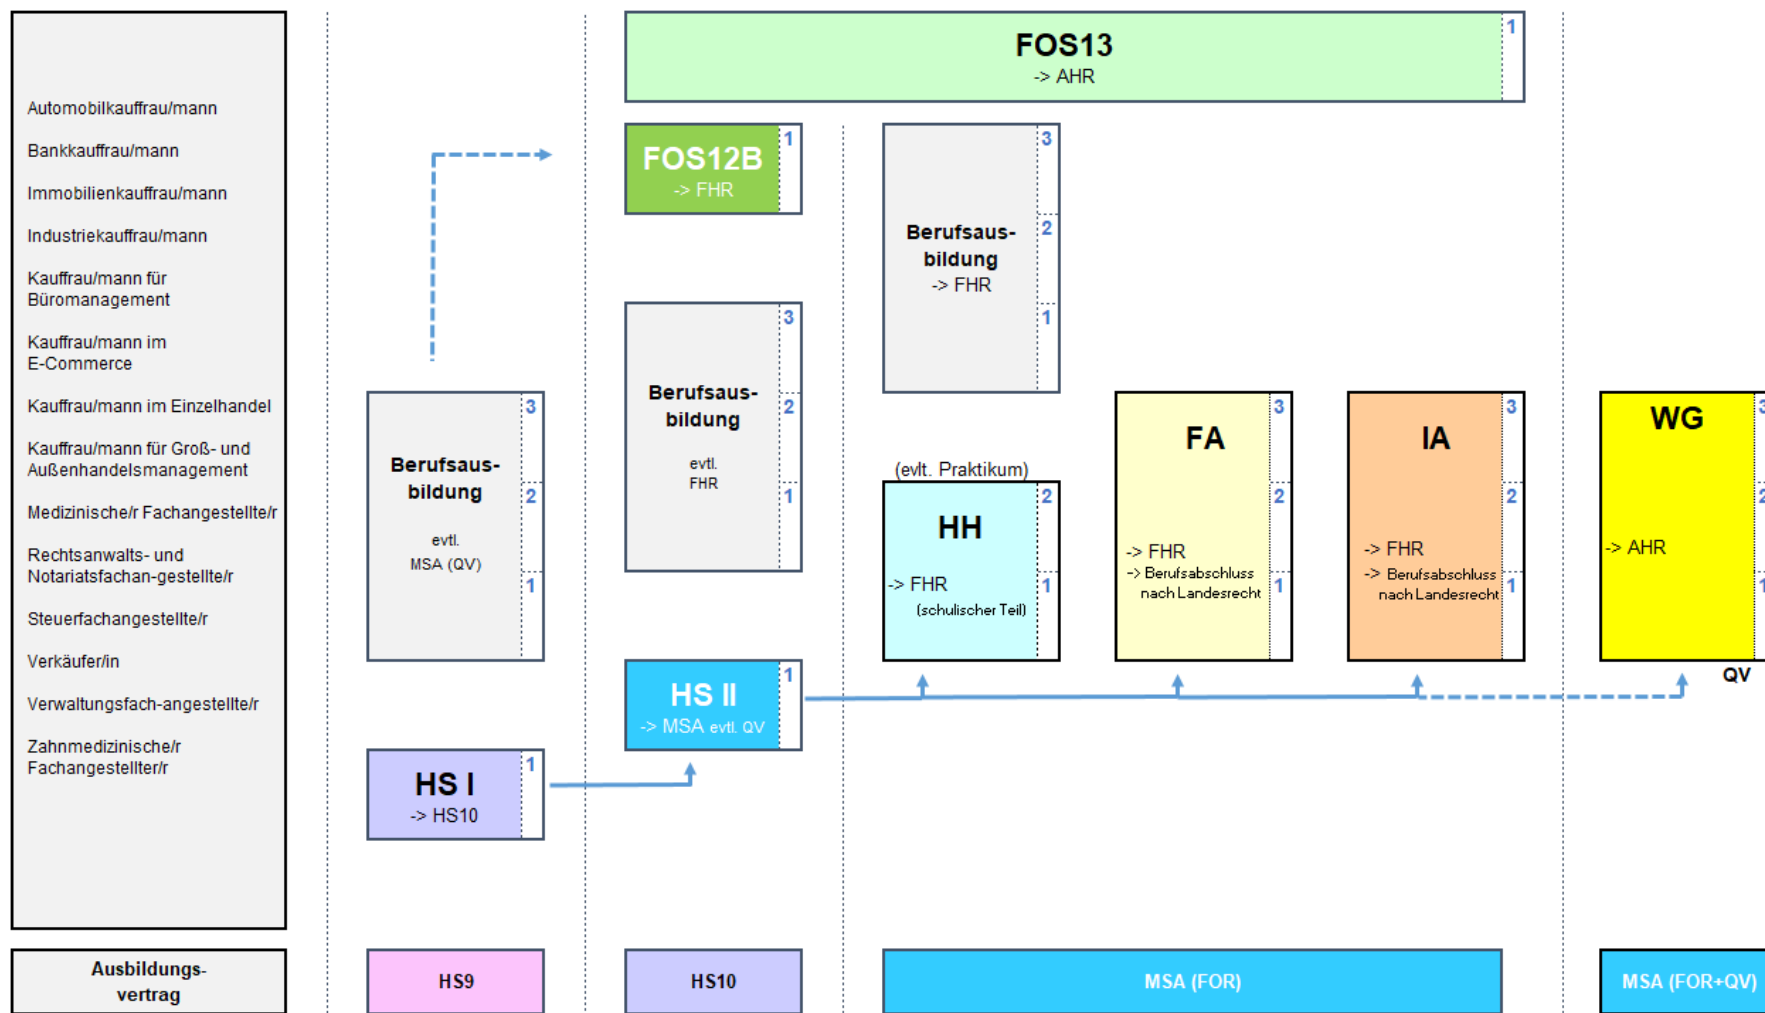 Automobilkauffrau/mann
Bankkauffrau/mann
Immobilienkauffrau/mann
Industriekauffrau/mann
Kauffrau/mann für
Büromanagement
Kauffrau/mann im
E-Commerce
Kauffrau/mann im Einzelhandel
Kauffrau/mann für Groß- und
Außenhandelsmanagement
Medizinische/r Fachangestellte/r
Rechtsanwalts- und
Notariatsfachan-gestellte/r
Steuerfachangestellte/r
Verkäufer/in
Verwaltungsfach-angestellte/r
Zahnmedizinische/r
Fachangestellter/r
Ausbildungs-
vertrag
Berufsaus-
bildung
evtl.
MSA (QV)
3
2
1
HS I
-> HS10
1
HS9
FOS13
-> AHR
1
FOS12B
-> FHR
1
Berufsaus-
bildung
evtl.
FHR
3
2
1
HS II
-> MSA evtl. QV
1
HS10
Berufsaus-
bildung
-> FHR
3
2
1
(evlt. Praktikum)
HH
-> FHR
(schulischer Teil)
2
1
FA
-> FHR
-> Berufsabschluss
nach Landesrecht
3
2
1
IA
-> FHR
-> Berufsabschluss
nach Landesrecht
3
2
1
MSA (FOR)
WG
-> AHR
3
2
1
QV
MSA (FOR+QV)